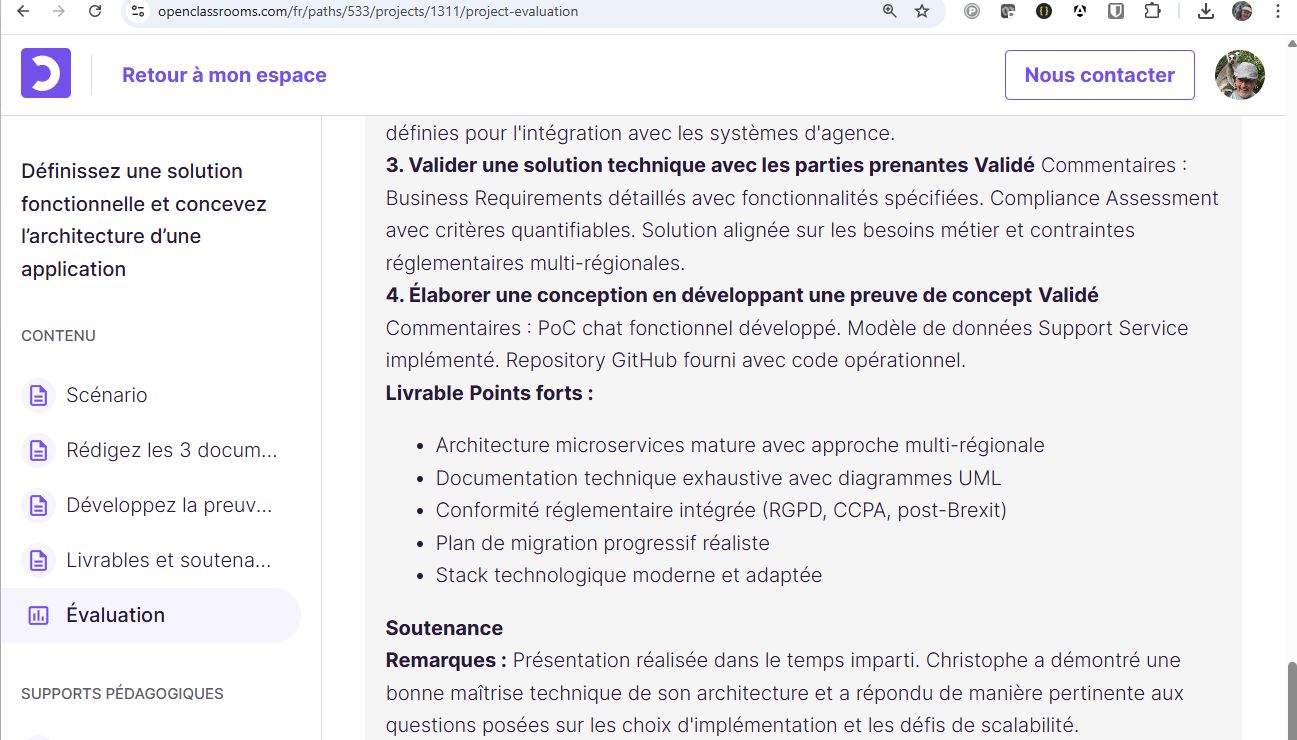 openclassrooms.com/fr/paths/533/projects/1311/project-evaluation
Retour à mon espace
Nous contacter
Définissez une solution
fonctionnelle et concevez
l’architecture d’une
application
CONTENU
Scénario
Rédigez les 3 docum...
Développez la preuv...
Livrables et soutena...
Évaluation
SUPPORTS PÉDAGOGIQUES
définies pour l'intégration avec les systèmes d'agence.
3. Valider une solution technique avec les parties prenantes Validé Commentaires :
Business Requirements détaillés avec fonctionnalités spécifiées. Compliance Assessment
avec critères quantifiables. Solution alignée sur les besoins métier et contraintes
réglementaires multi-régionales.
4. Élaborer une conception en développant une preuve de concept Validé
Commentaires : PoC chat fonctionnel développé. Modèle de données Support Service
implémenté. Repository GitHub fourni avec code opérationnel.
Livrable Points forts :
• Architecture microservices mature avec approche multi-régionale
• Documentation technique exhaustive avec diagrammes UML
• Conformité réglementaire intégrée (RGPD, CCPA, post-Brexit)
• Plan de migration progressif réaliste
• Stack technologique moderne et adaptée
Soutenance
Remarques : Présentation réalisée dans le temps imparti. Christophe a démontré une
bonne maîtrise technique de son architecture et a répondu de manière pertinente aux
questions posées sur les choix d'implémentation et les défis de scalabilité.